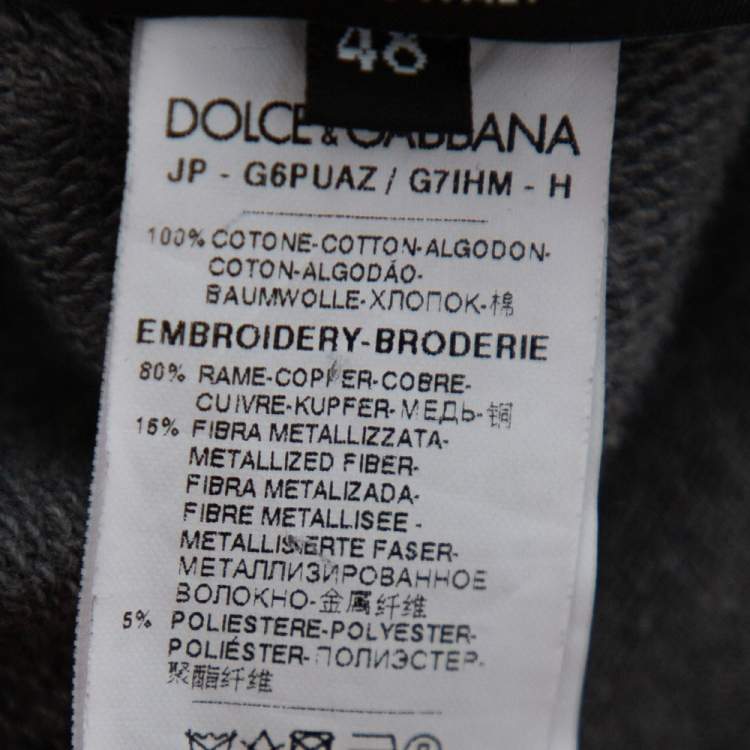 48
DOLCE & GABBANA
JP - G6PUAZ / G7IHM - H
100% COTONE-COTTON-ALGODON-
COTON-ALGODÃO-
BAUMWOLLE-ХЛОПОК-棉
EMBROIDERY-BRODERIE
80% RAME-COPPER-COBRE-
CUIVRE-KUPFER-МЕДЬ-铜
15% FIBRA METALLIZZATA-
METALLIZED FIBER-
FIBRA METALIZADA-
FIBRE METALLISEE -
METALLISIERTE FASER-
МЕТАЛЛИЗИРОВАННОЕ
ВОЛОКНО-金属纤维
5% POLIESTERE-POLYESTER-
POLIÉSTER-ПОЛИЭСТЕР-
聚酯纤维